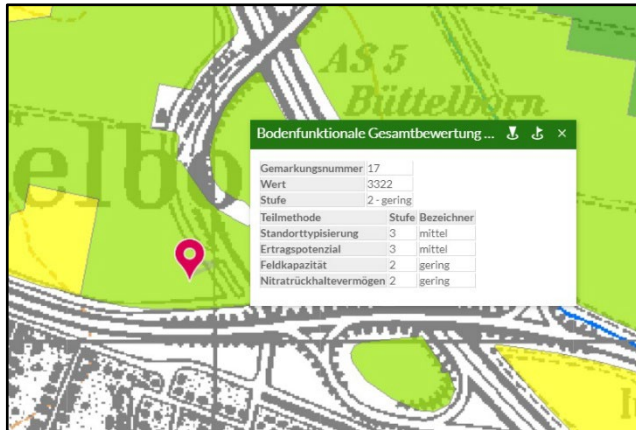 AS 5
Büttelborn
elbo
Bodenfunktionale Gesamtbewertung ...
Gemarkungsnummer 17
Wert 3322
Stufe 2 - gering
Teilmethode Stufe Bezeichner
Standorttypisierung 3 mittel
Ertragspotenzial 3 mittel
Feldkapazität 2 gering
Nitratrückhaltevermögen 2 gering